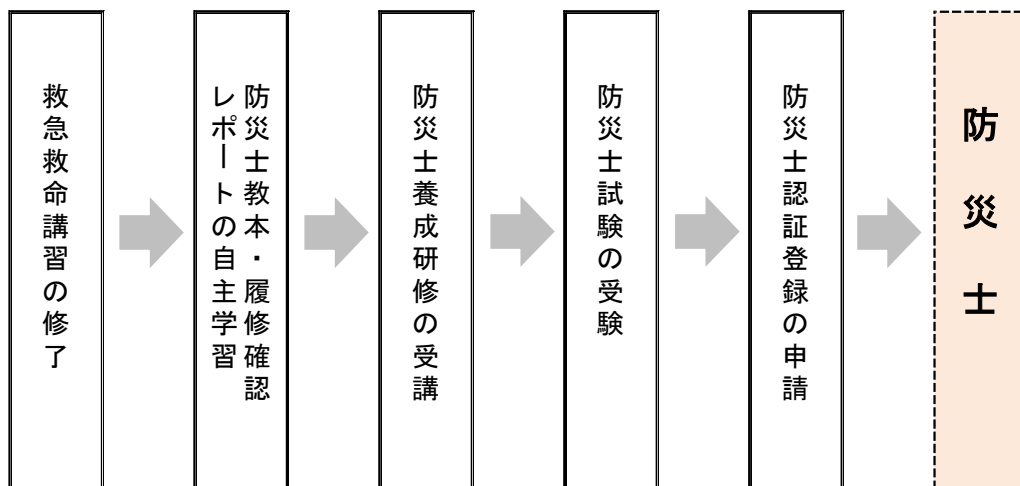 救急救命講習の修了
防災士教本・履修確認
レポートの自主学習
防災士養成研修の受講
防災士試験の受験
防災士認証登録の申請
防災士